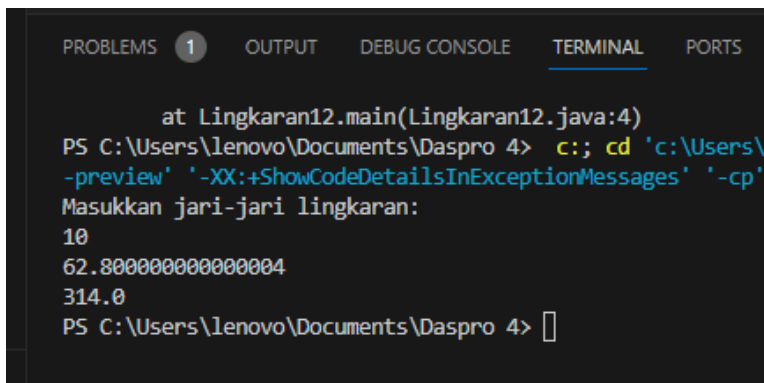 PROBLEMS 1 OUTPUT DEBUG CONSOLE TERMINAL PORTS
at Lingkaran12.main(Lingkaran12.java:4)
PS C:\Users\lenovo\Documents\Daspro 4> c:; cd 'c:\Users\
-preview' '-XX:+ShowCodeDetailsInExceptionMessages' '-cp'
Masukkan jari-jari lingkaran:
10
62.800000000000004
314.0
PS C:\Users\lenovo\Documents\Daspro 4>